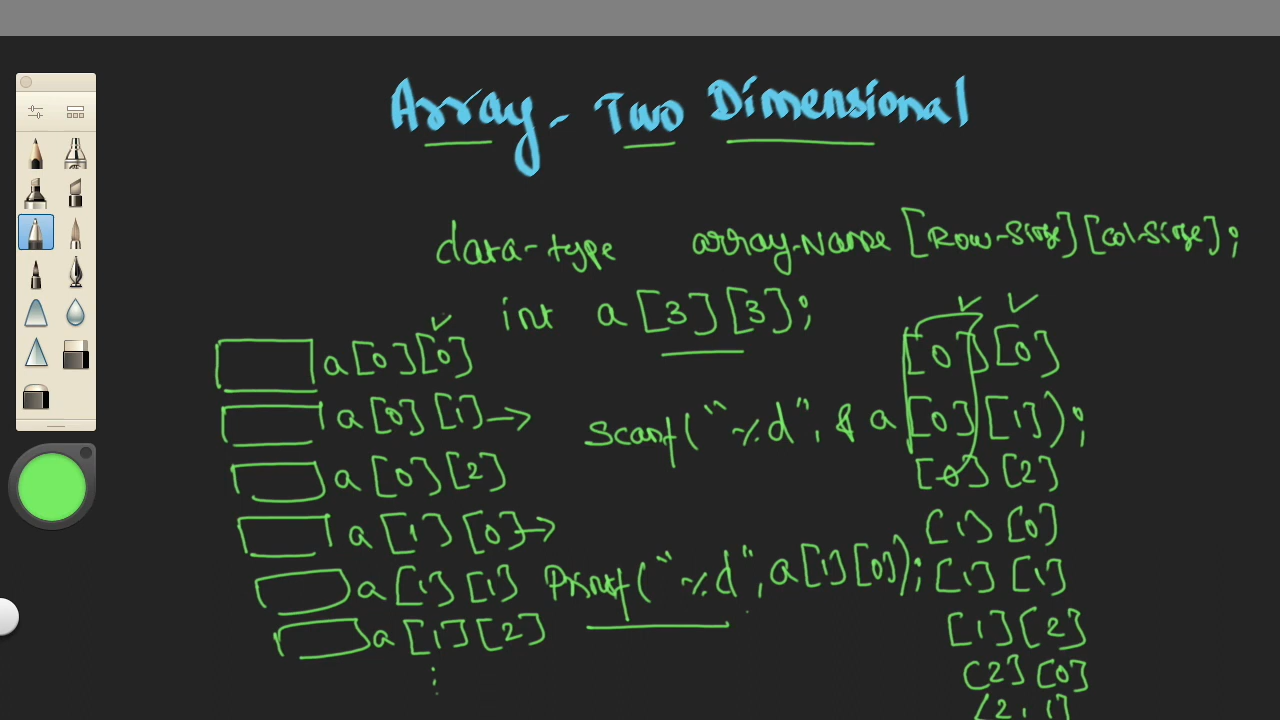 Array - Two Dimensional
data-type array-Name [Row-Size][Col-Size];
int a[3][3];
a[0][0]
a[0][1]→
a[0][2]
a[1][0]→
a[1][1]
a[1][2]
⋮
[0][0]
scanf("%d", & a[0][1]);
[0][2]
[1][0]
Printf("%d", a[1][0]);
[1][1]
[1][2]
[2][0]